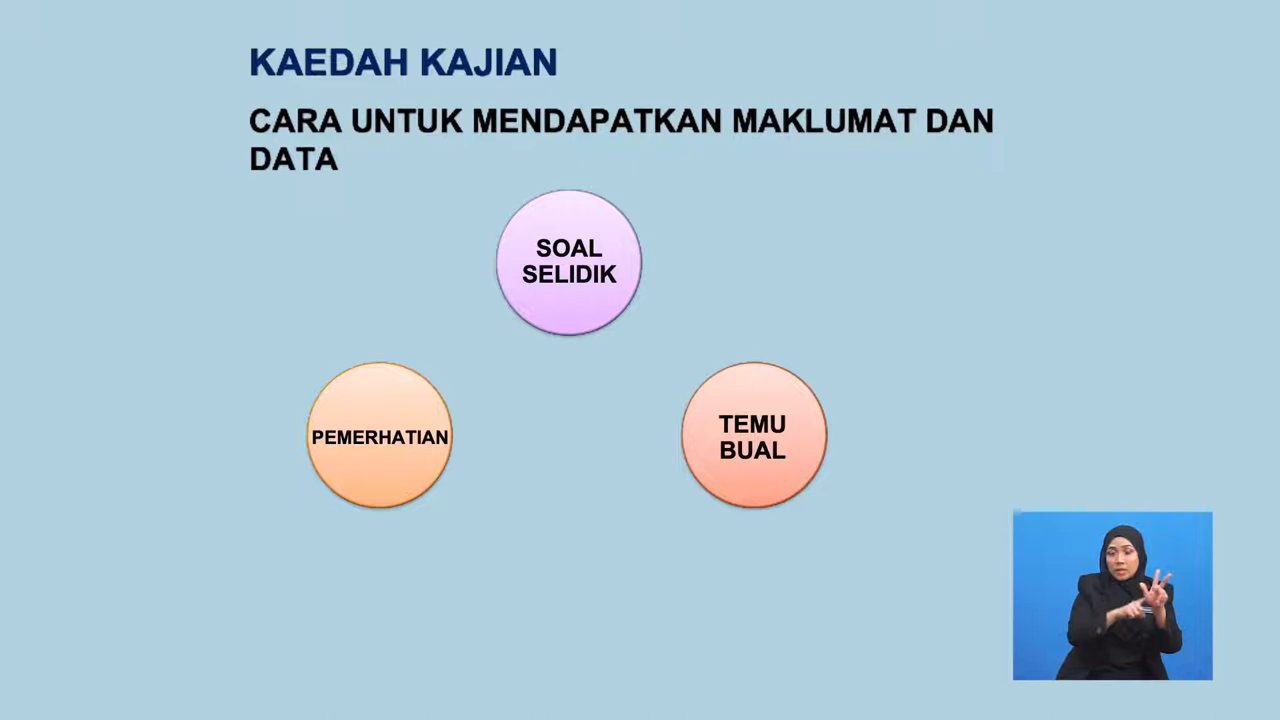 KAEDAH KAJIAN
CARA UNTUK MENDAPATKAN MAKLUMAT DAN
DATA
SOAL
SELIDIK
PEMERHATIAN
TEMU
BUAL